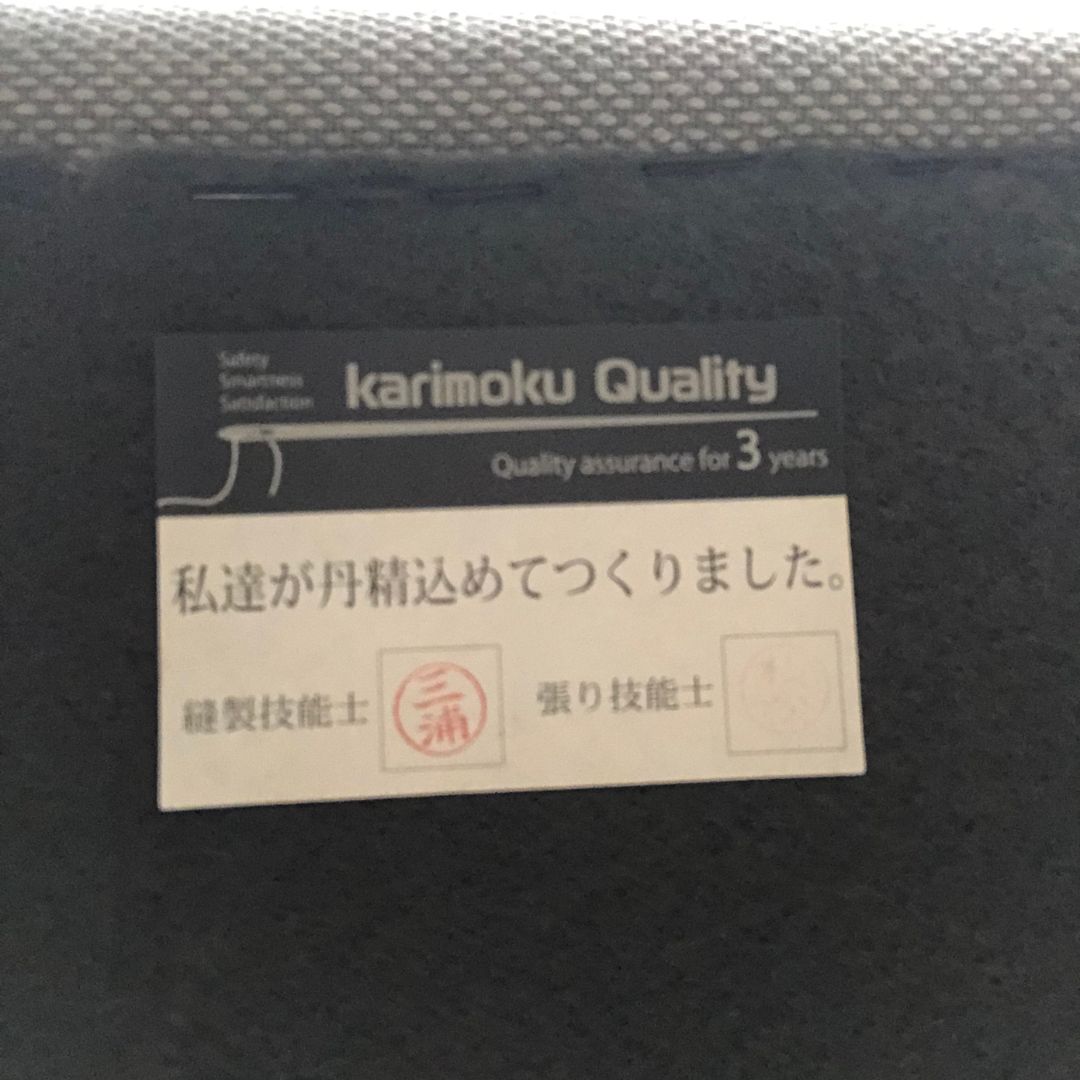 Safety
Smartness
Satisfaction
karimoku Quality
Quality assurance for 3 years
私達が丹精込めてつくりました。
縫製技能士 三浦 張り技能士